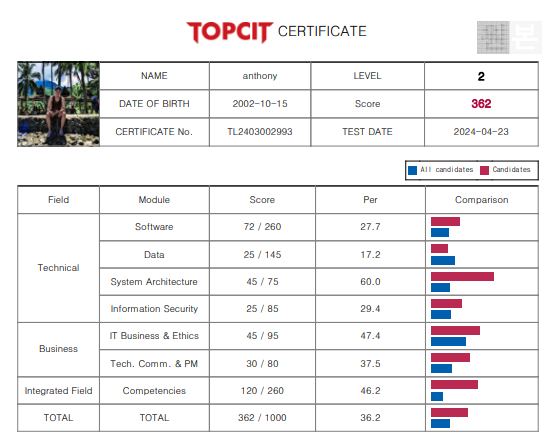 TOPCIT CERTIFICATE
본
NAME anthony LEVEL 2
DATE OF BIRTH 2002-10-15 Score 362
CERTIFICATE No. TL2403002993 TEST DATE 2024-04-23
All candidates Candidates
Field Module Score Per Comparison
Technical
Software 72 / 260 27.7
Data 25 / 145 17.2
System Architecture 45 / 75 60.0
Information Security 25 / 85 29.4
Business
IT Business & Ethics 45 / 95 47.4
Tech. Comm. & PM 30 / 80 37.5
Integrated Field Competencies 120 / 260 46.2
TOTAL TOTAL 362 / 1000 36.2